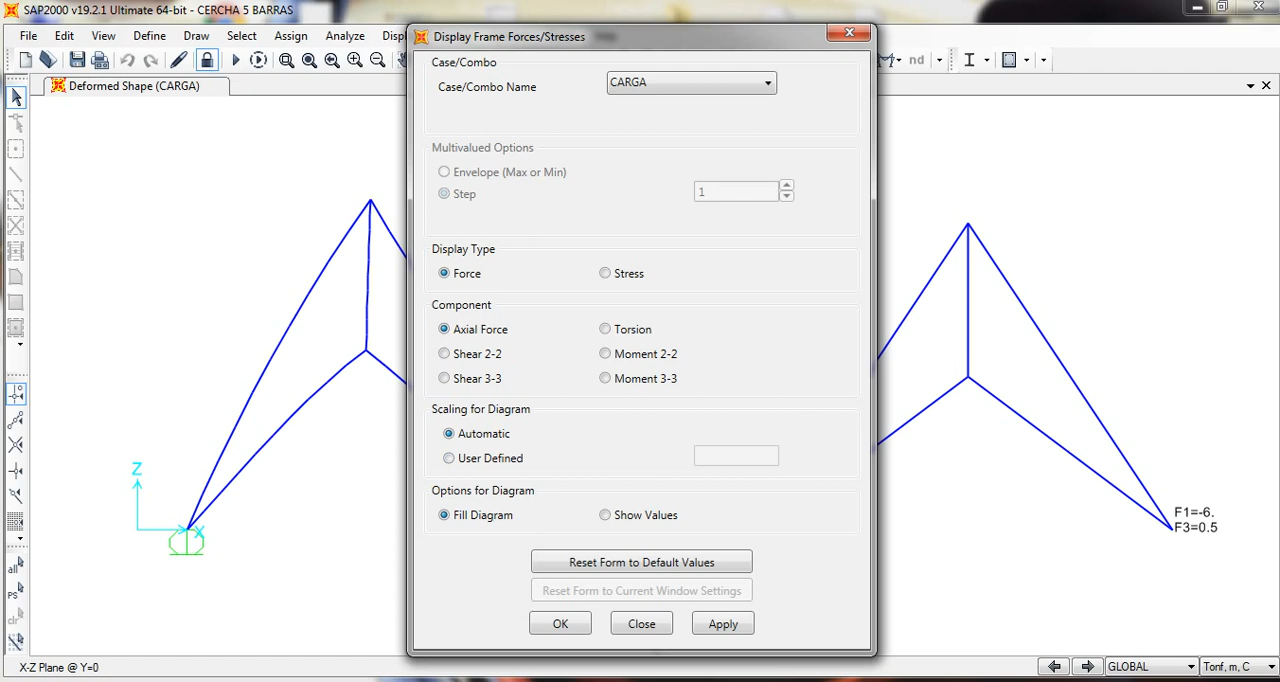 SAP2000 v19.2.1 Ultimate 64-bit - CERCHA 5 BARRAS
File Edit View Define Draw Select Assign Analyze Disp
Display Frame Forces/Stresses
nd
Deformed Shape (CARGA)
Case/Combo
Case/Combo Name CARGA
Multivalued Options
Envelope (Max or Min)
Step 1
Display Type
Force Stress
Component
Axial Force Torsion
Shear 2-2 Moment 2-2
Shear 3-3 Moment 3-3
Scaling for Diagram
Automatic
User Defined
Options for Diagram
Fill Diagram Show Values
Reset Form to Default Values
Reset Form to Current Window Settings
OK Close Apply
Z
X
F1=-6.
F3=0.5
all
PS
clr
X-Z Plane @ Y=0
GLOBAL Tonf, m, C